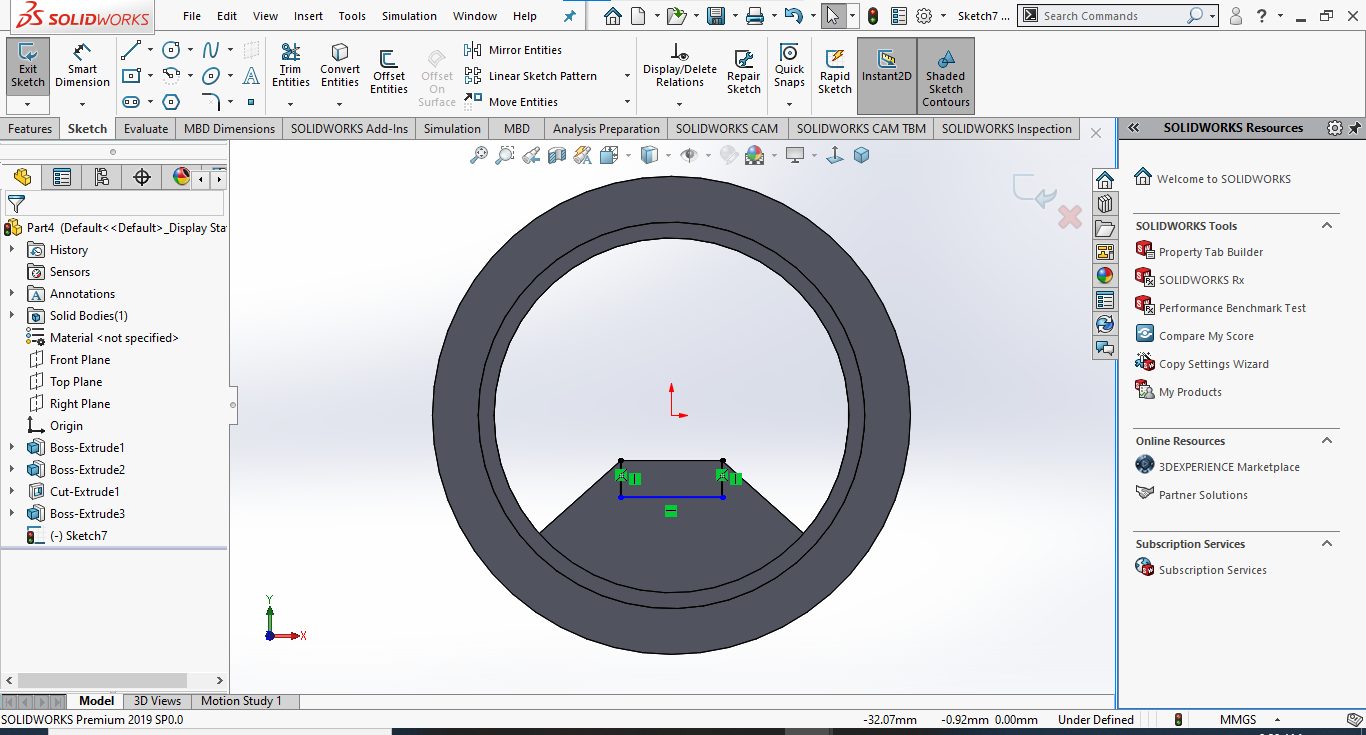 SOLIDWORKS File Edit View Insert Tools Simulation Window Help Sketch7 ... Search Commands ?
Exit Sketch
Smart Dimension
Trim Entities
Convert Entities
Offset Entities
Offset On Surface
Mirror Entities
Linear Sketch Pattern
Move Entities
Display/Delete Relations
Repair Sketch
Quick Snaps
Rapid Sketch
Instant2D
Shaded Sketch Contours
Features Sketch Evaluate MBD Dimensions SOLIDWORKS Add-Ins Simulation MBD Analysis Preparation SOLIDWORKS CAM SOLIDWORKS CAM TBM SOLIDWORKS Inspection
SOLIDWORKS Resources
Part4 (Default<<Default>_Display Sta
History
Sensors
Annotations
Solid Bodies(1)
Material <not specified>
Front Plane
Top Plane
Right Plane
Origin
Boss-Extrude1
Boss-Extrude2
Cut-Extrude1
Boss-Extrude3
(-) Sketch7
Y
X
Welcome to SOLIDWORKS
SOLIDWORKS Tools
Property Tab Builder
SOLIDWORKS Rx
Performance Benchmark Test
Compare My Score
Copy Settings Wizard
My Products
Online Resources
3DEXPERIENCE Marketplace
Partner Solutions
Subscription Services
Subscription Services
Model 3D Views Motion Study 1
SOLIDWORKS Premium 2019 SP0.0 -32.07mm -0.92mm 0.00mm Under Defined MMGS